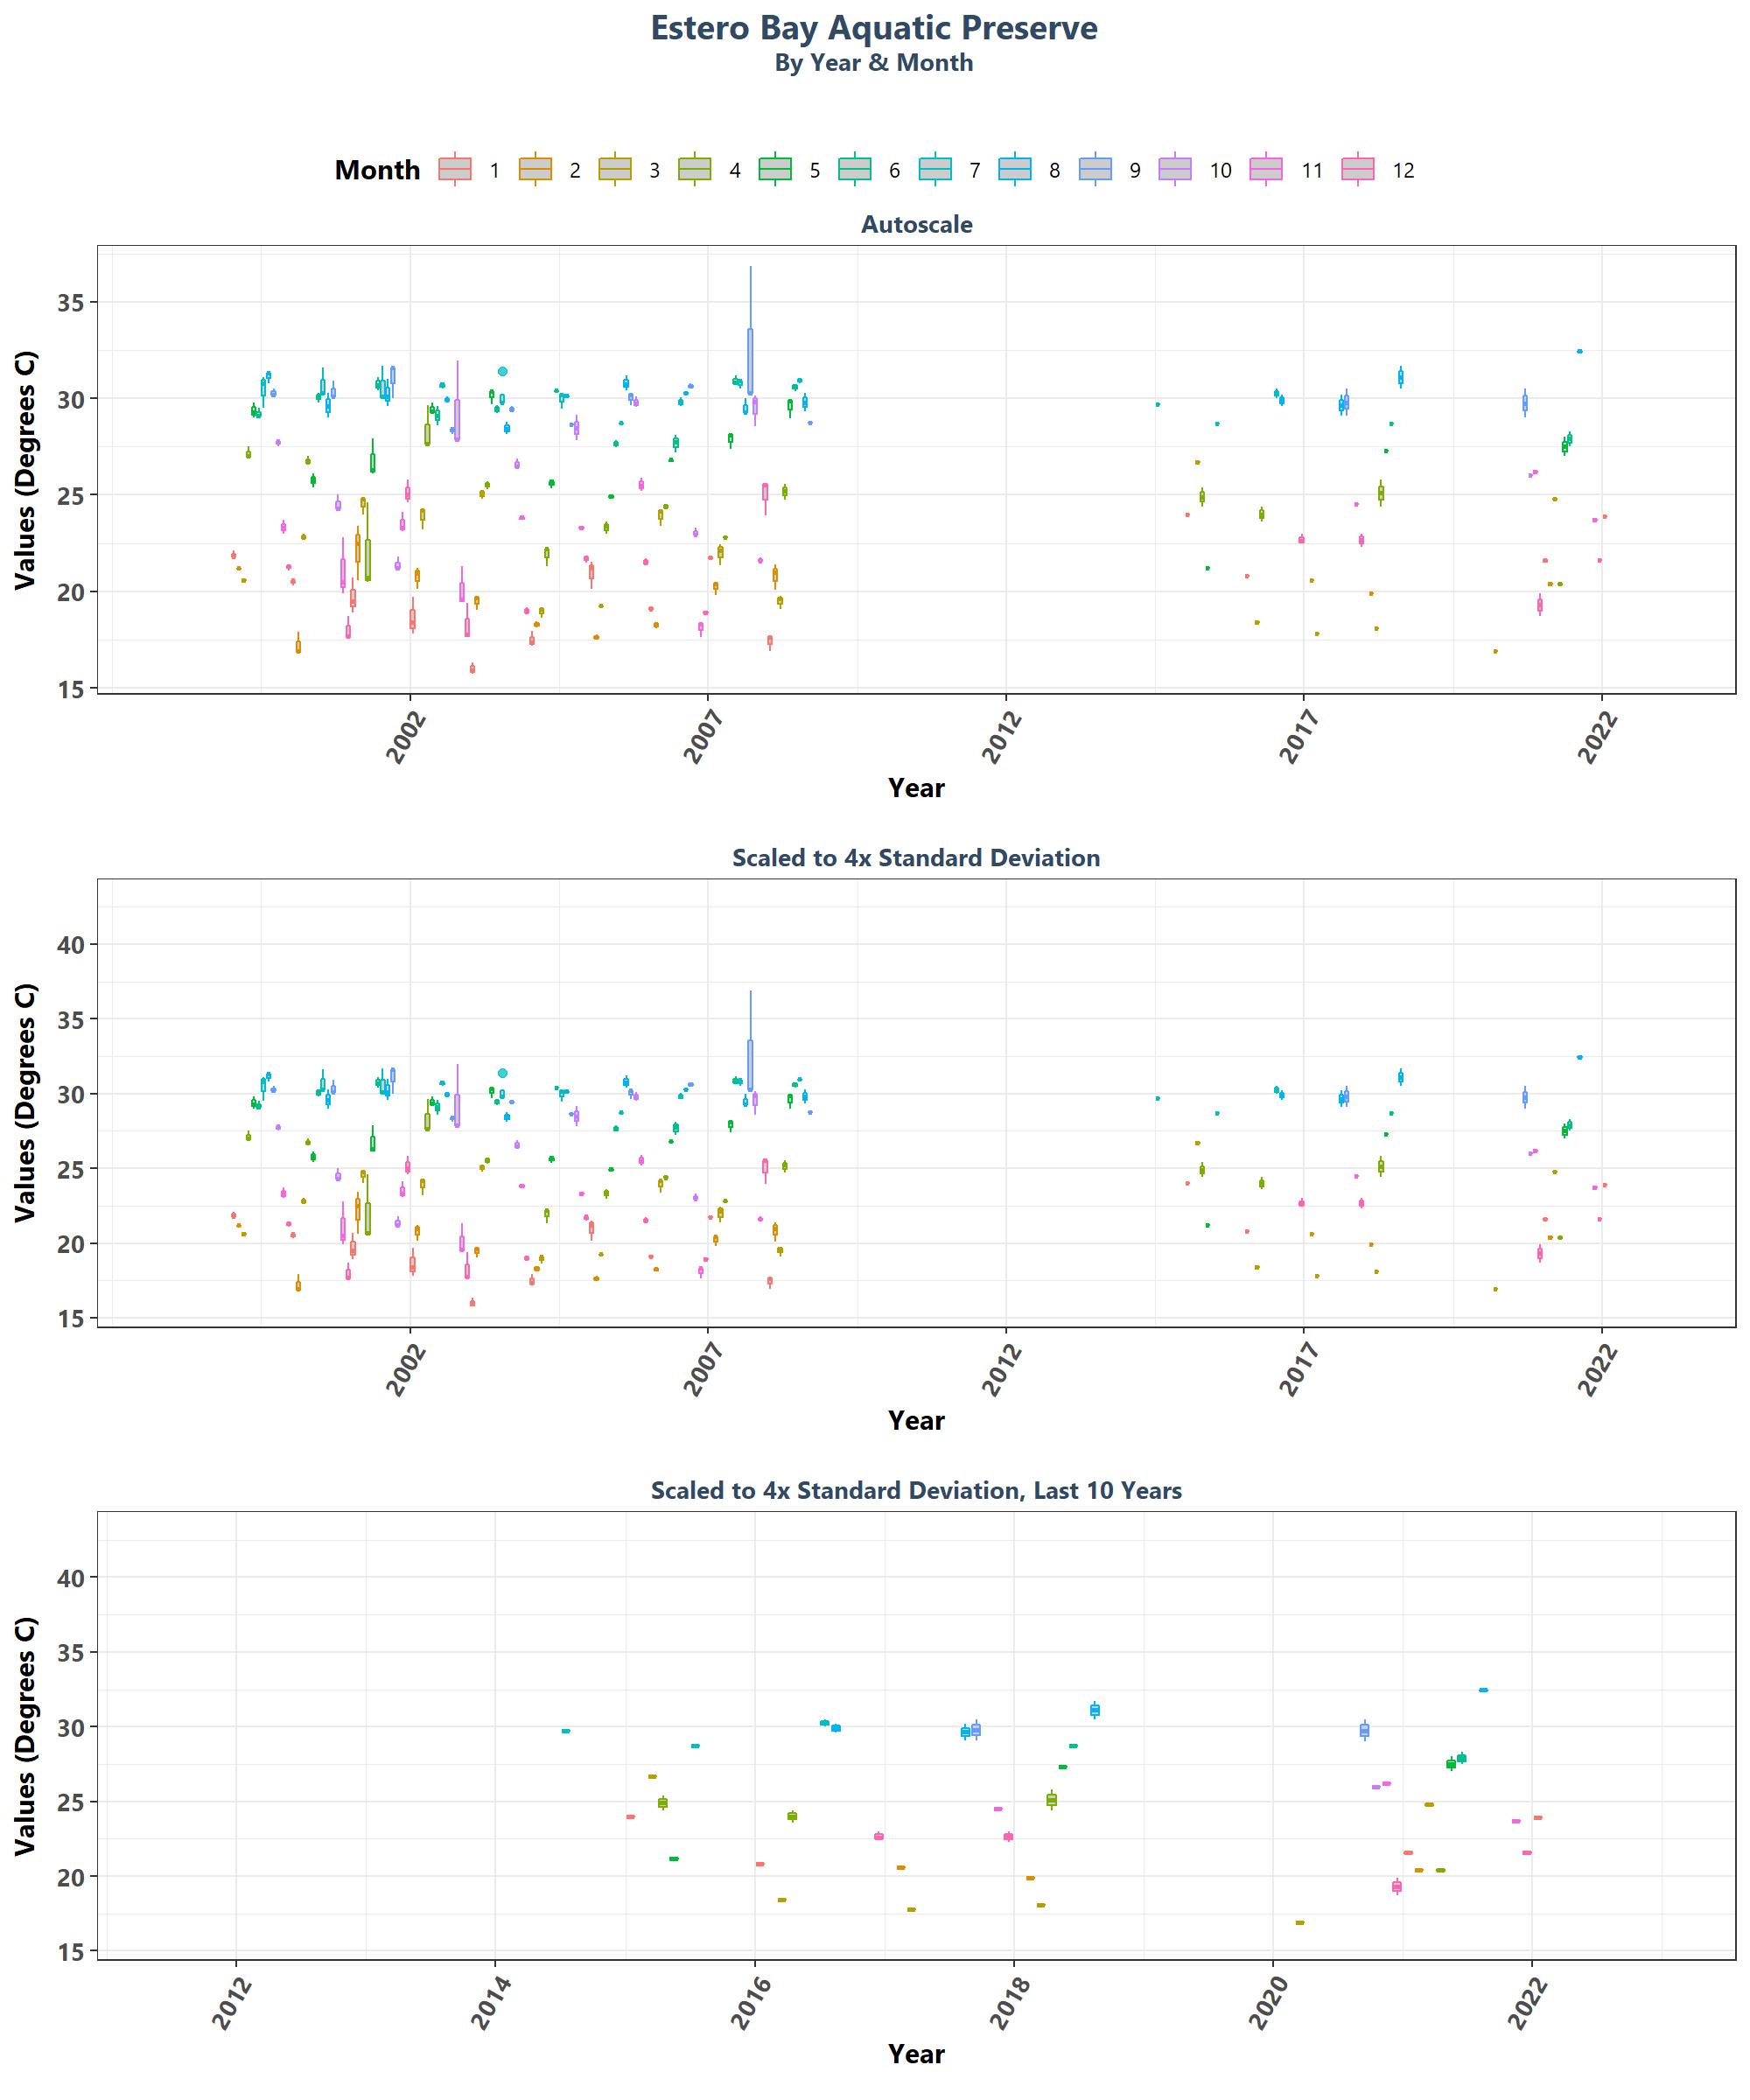 Estero Bay Aquatic Preserve
By Year & Month
Month 1 2 3 4 5 6 7 8 9 10 11 12
Autoscale
Values (Degrees C)
35
30
25
20
15
2002 2007 2012 2017 2022
Year
Scaled to 4x Standard Deviation
Values (Degrees C)
40
35
30
25
20
15
2002 2007 2012 2017 2022
Year
Scaled to 4x Standard Deviation, Last 10 Years
Values (Degrees C)
40
35
30
25
20
15
2012 2014 2016 2018 2020 2022
Year